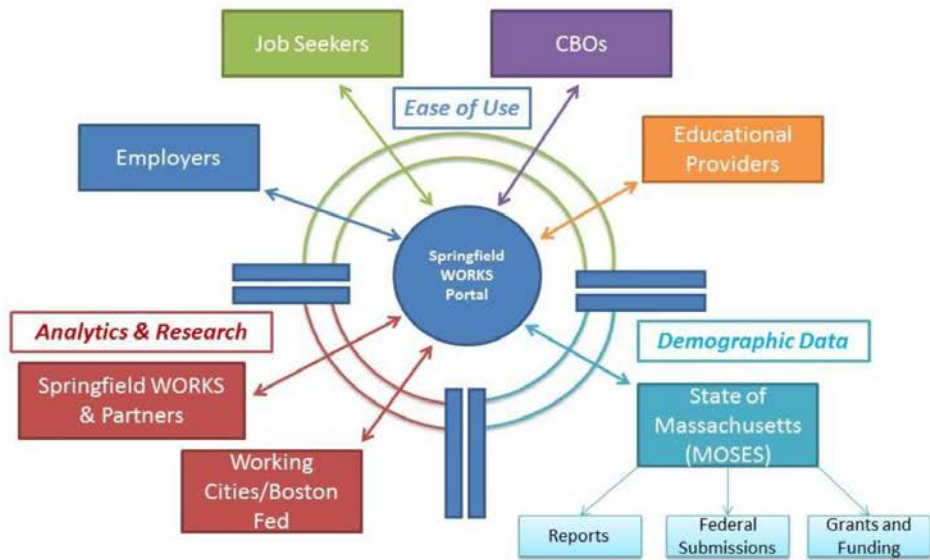 Job Seekers
CBOs
Ease of Use
Employers
Educational
Providers
Springfield
WORKS
Portal
Analytics & Research
Demographic Data
Springfield WORKS
& Partners
State of
Massachusetts
(MOSES)
Working
Cities/Boston
Fed
Reports
Federal
Submissions
Grants and
Funding